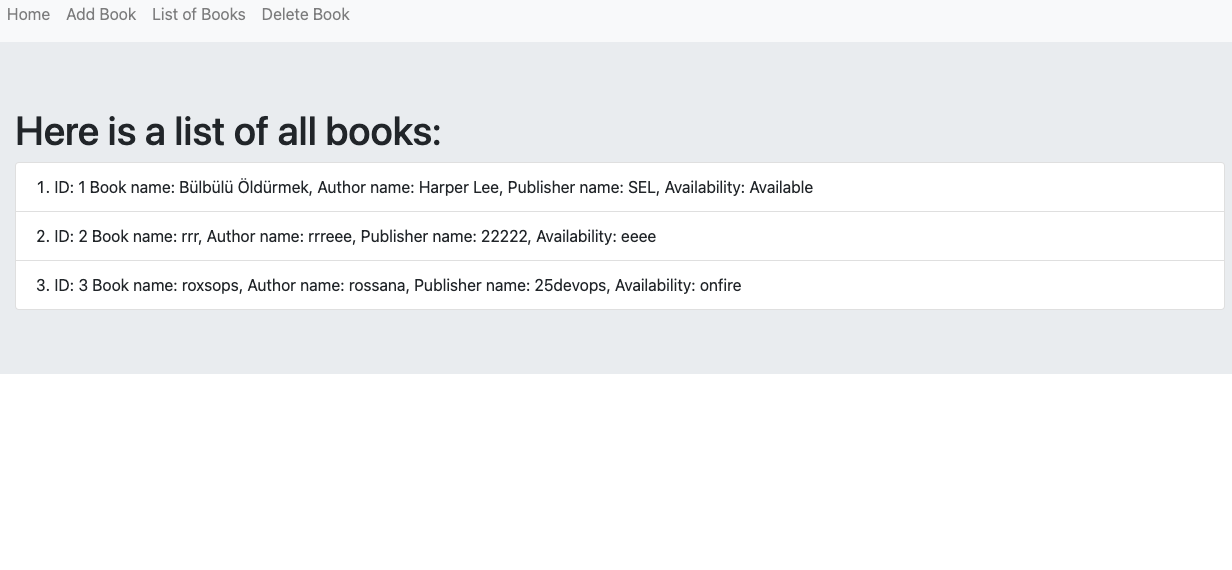 Home Add Book List of Books Delete Book
Here is a list of all books:
1. ID: 1 Book name: Bülbülü Öldürmek, Author name: Harper Lee, Publisher name: SEL, Availability: Available
2. ID: 2 Book name: rrr, Author name: rrreee, Publisher name: 22222, Availability: eeee
3. ID: 3 Book name: roxsops, Author name: rossana, Publisher name: 25devops, Availability: onfire